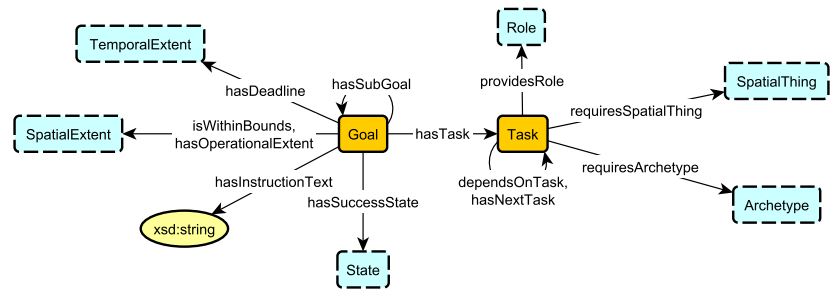 Role
TemporalExtent
hasSubGoal
providesRole
SpatialThing
hasDeadline
requiresSpatialThing
SpatialExtent
isWithinBounds,
hasOperationalExtent
Goal
hasTask
Task
requiresArchetype
hasInstructionText
dependsOnTask,
hasNextTask
hasSuccessState
Archetype
xsd:string
State